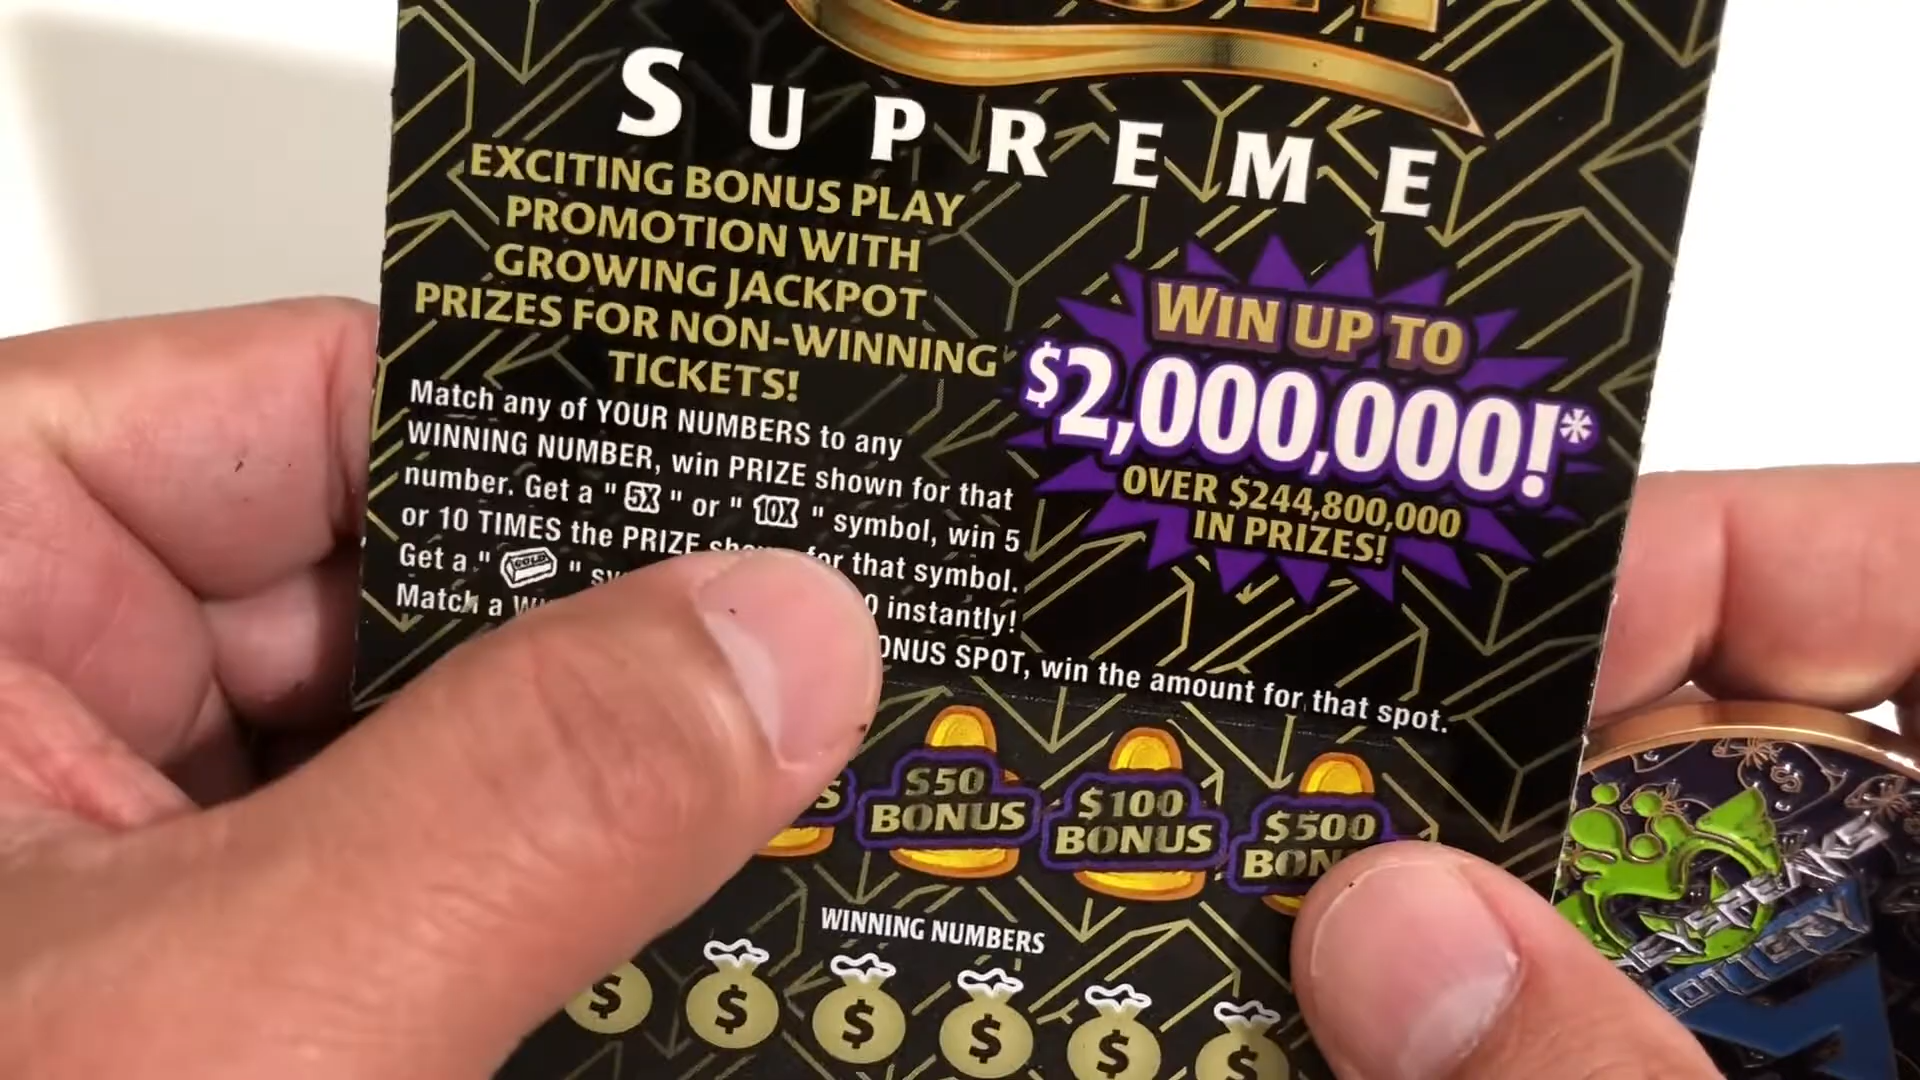 SUPREME
EXCITING BONUS PLAY
PROMOTION WITH
GROWING JACKPOT
PRIZES FOR NON-WINNING
TICKETS!
WIN UP TO
$2,000,000!*
OVER $244,800,000
IN PRIZES!
Match any of YOUR NUMBERS to any
WINNING NUMBER, win PRIZE shown for that
number. Get a "5X" or "10X" symbol, win 5
or 10 TIMES the PRIZE for that symbol.
Get a "GOLD" instantly!
Match a BONUS SPOT, win the amount for that spot.
$50
BONUS
$100
BONUS
$500
WINNING NUMBERS
$ $ $ $ $ $
LOTTERY